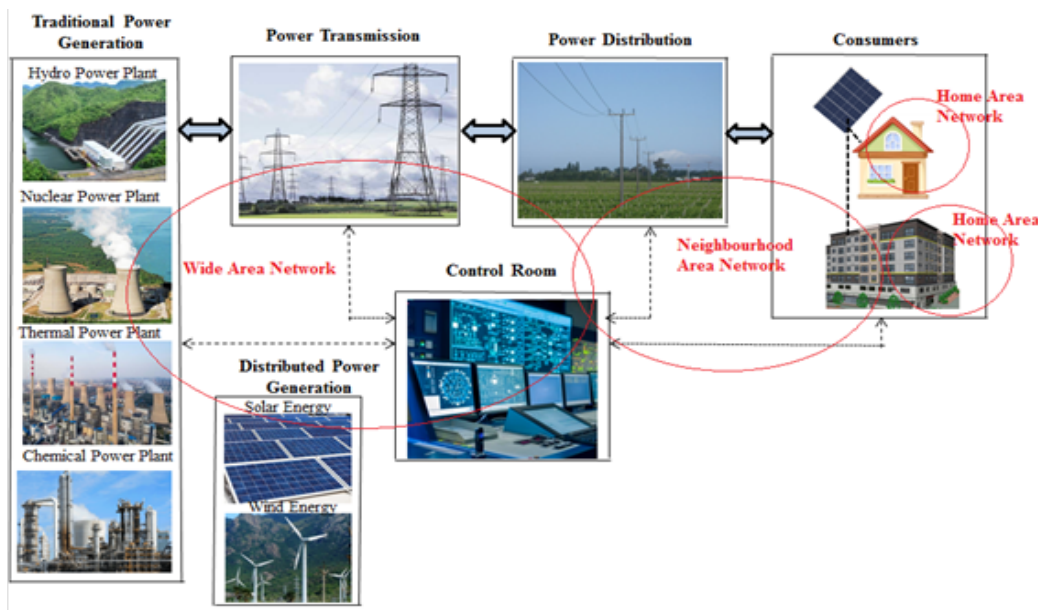 Traditional Power
Generation
Hydro Power Plant
Nuclear Power Plant
Thermal Power Plant
Chemical Power Plant
Power Transmission
Power Distribution
Consumers
Home Area
Network
Home Area
Network
Wide Area Network
Neighbourhood
Area Network
Control Room
Distributed Power
Generation
Solar Energy
Wind Energy